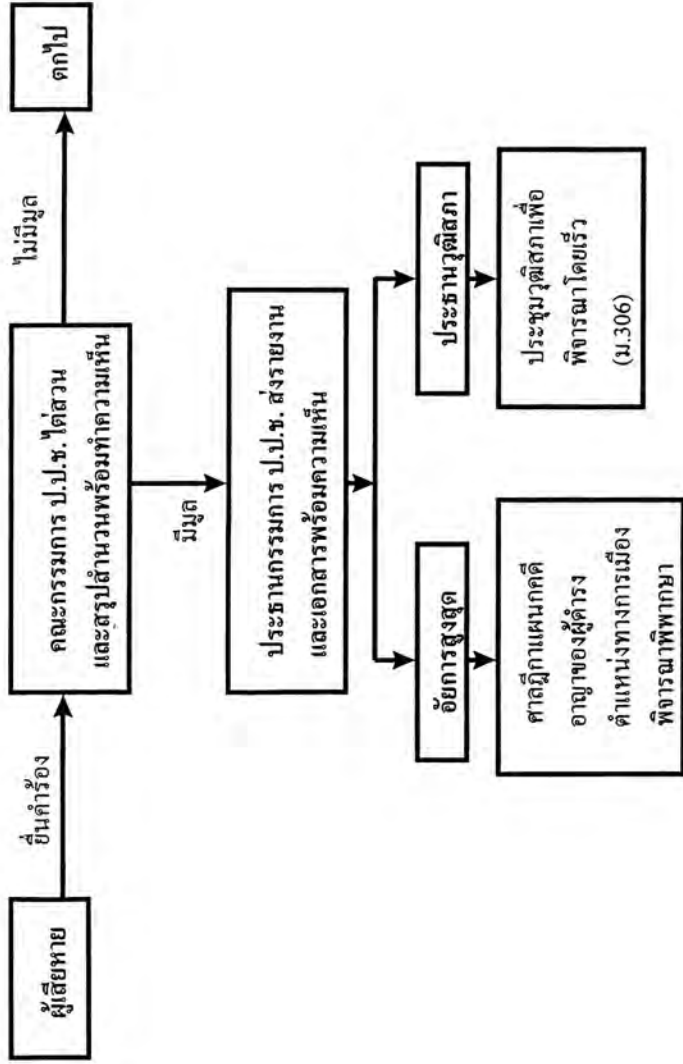 ผู้เสียหาย
ยื่นคำร้อง
คณะกรรมการ ป.ป.ช. ไต่สวน
และสรุปสำนวนพร้อมทำความเห็น
ไม่มีมูล
ตกไป
มีมูล
ประธานกรรมการ ป.ป.ช. ส่งรายงาน
และเอกสารพร้อมความเห็น
อัยการสูงสุด
ประธานวุฒิสภา
ศาลฎีกาแผนกคดี
อาญาของผู้ดำรง
ตำแหน่งทางการเมือง
พิจารณาพิพากษา
ประชุมวุฒิสภาเพื่อ
พิจารณาโดยเร็ว
(ม.306)